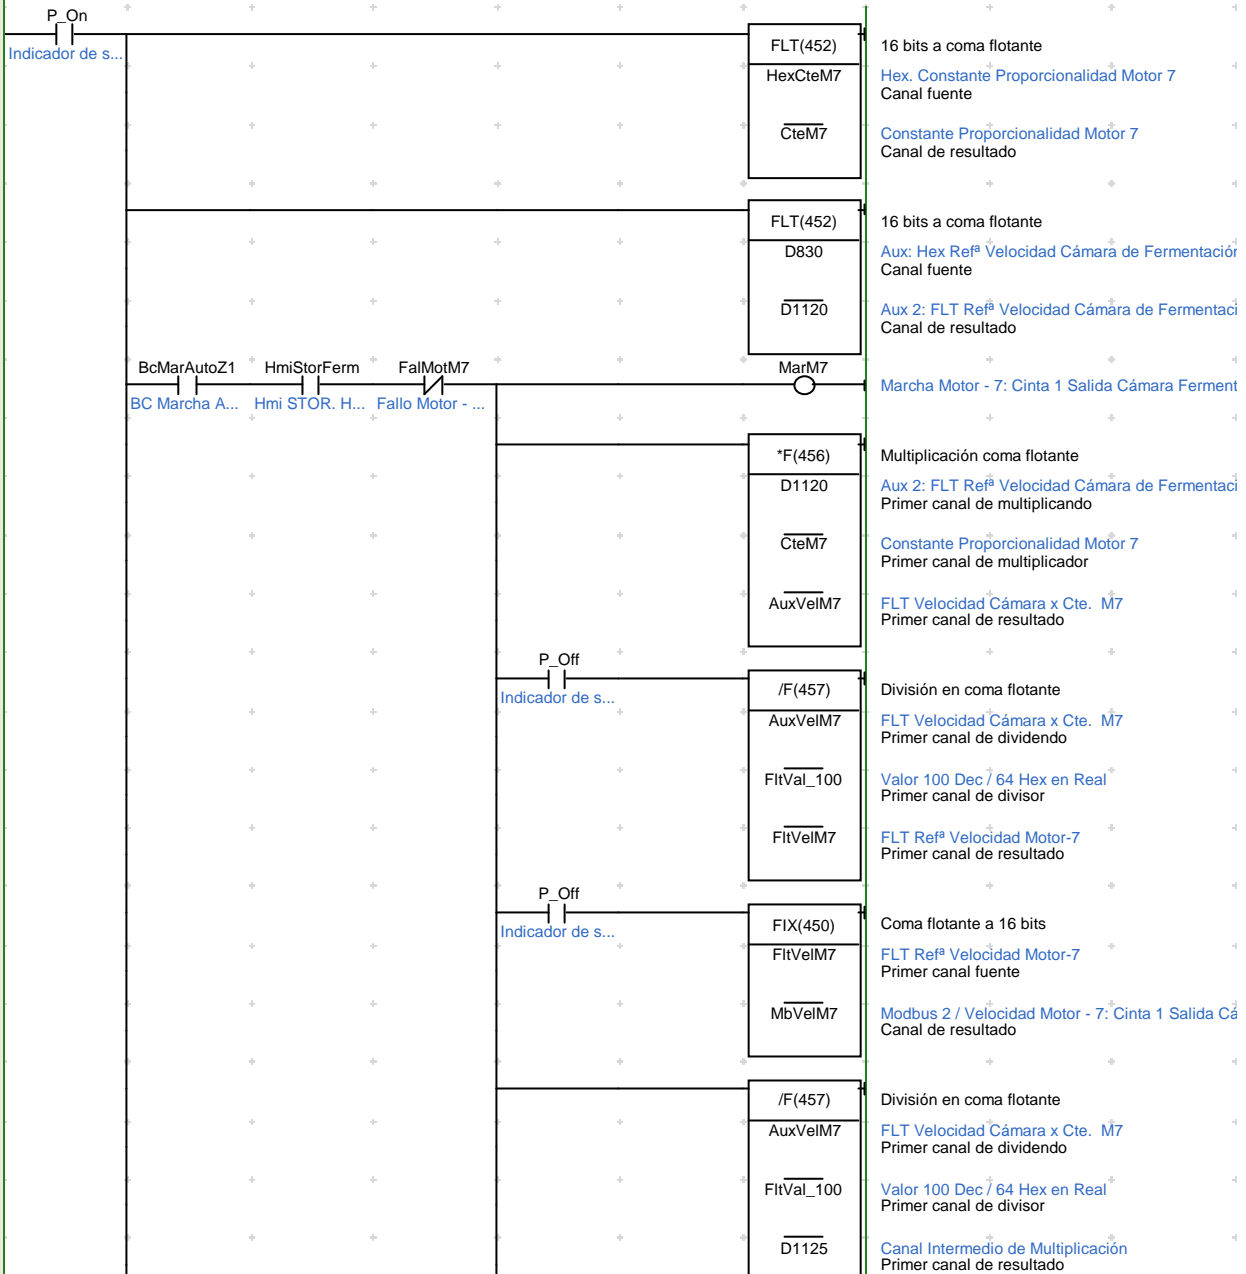 P_On
Indicador de s...
FLT(452)
16 bits a coma flotante
HexCteM7
Hex. Constante Proporcionalidad Motor 7
Canal fuente
CteM7
Constante Proporcionalidad Motor 7
Canal de resultado
FLT(452)
16 bits a coma flotante
D830
Aux: Hex Refª Velocidad Cámara de Fermentación
Canal fuente
D1120
Aux 2: FLT Refª Velocidad Cámara de Fermentaci
Canal de resultado
BcMarAutoZ1 HmiStorFerm FalMotM7 MarM7
BC Marcha A... Hmi STOR. H... Fallo Motor - ...
Marcha Motor - 7: Cinta 1 Salida Cámara Ferment
*F(456)
Multiplicación coma flotante
D1120
Aux 2: FLT Refª Velocidad Cámara de Fermentaci
Primer canal de multiplicando
CteM7
Constante Proporcionalidad Motor 7
Primer canal de multiplicador
AuxVelM7
FLT Velocidad Cámara x Cte.  M7
Primer canal de resultado
P_Off
Indicador de s...
/F(457)
División en coma flotante
AuxVelM7
FLT Velocidad Cámara x Cte.  M7
Primer canal de dividendo
FltVal_100
Valor 100 Dec / 64 Hex en Real
Primer canal de divisor
FltVelM7
FLT Refª Velocidad Motor-7
Primer canal de resultado
P_Off
Indicador de s...
FIX(450)
Coma flotante a 16 bits
FltVelM7
FLT Refª Velocidad Motor-7
Primer canal fuente
MbVelM7
Modbus 2 / Velocidad Motor - 7: Cinta 1 Salida Cá
Canal de resultado
/F(457)
División en coma flotante
AuxVelM7
FLT Velocidad Cámara x Cte.  M7
Primer canal de dividendo
FltVal_100
Valor 100 Dec / 64 Hex en Real
Primer canal de divisor
D1125
Canal Intermedio de Multiplicación
Primer canal de resultado